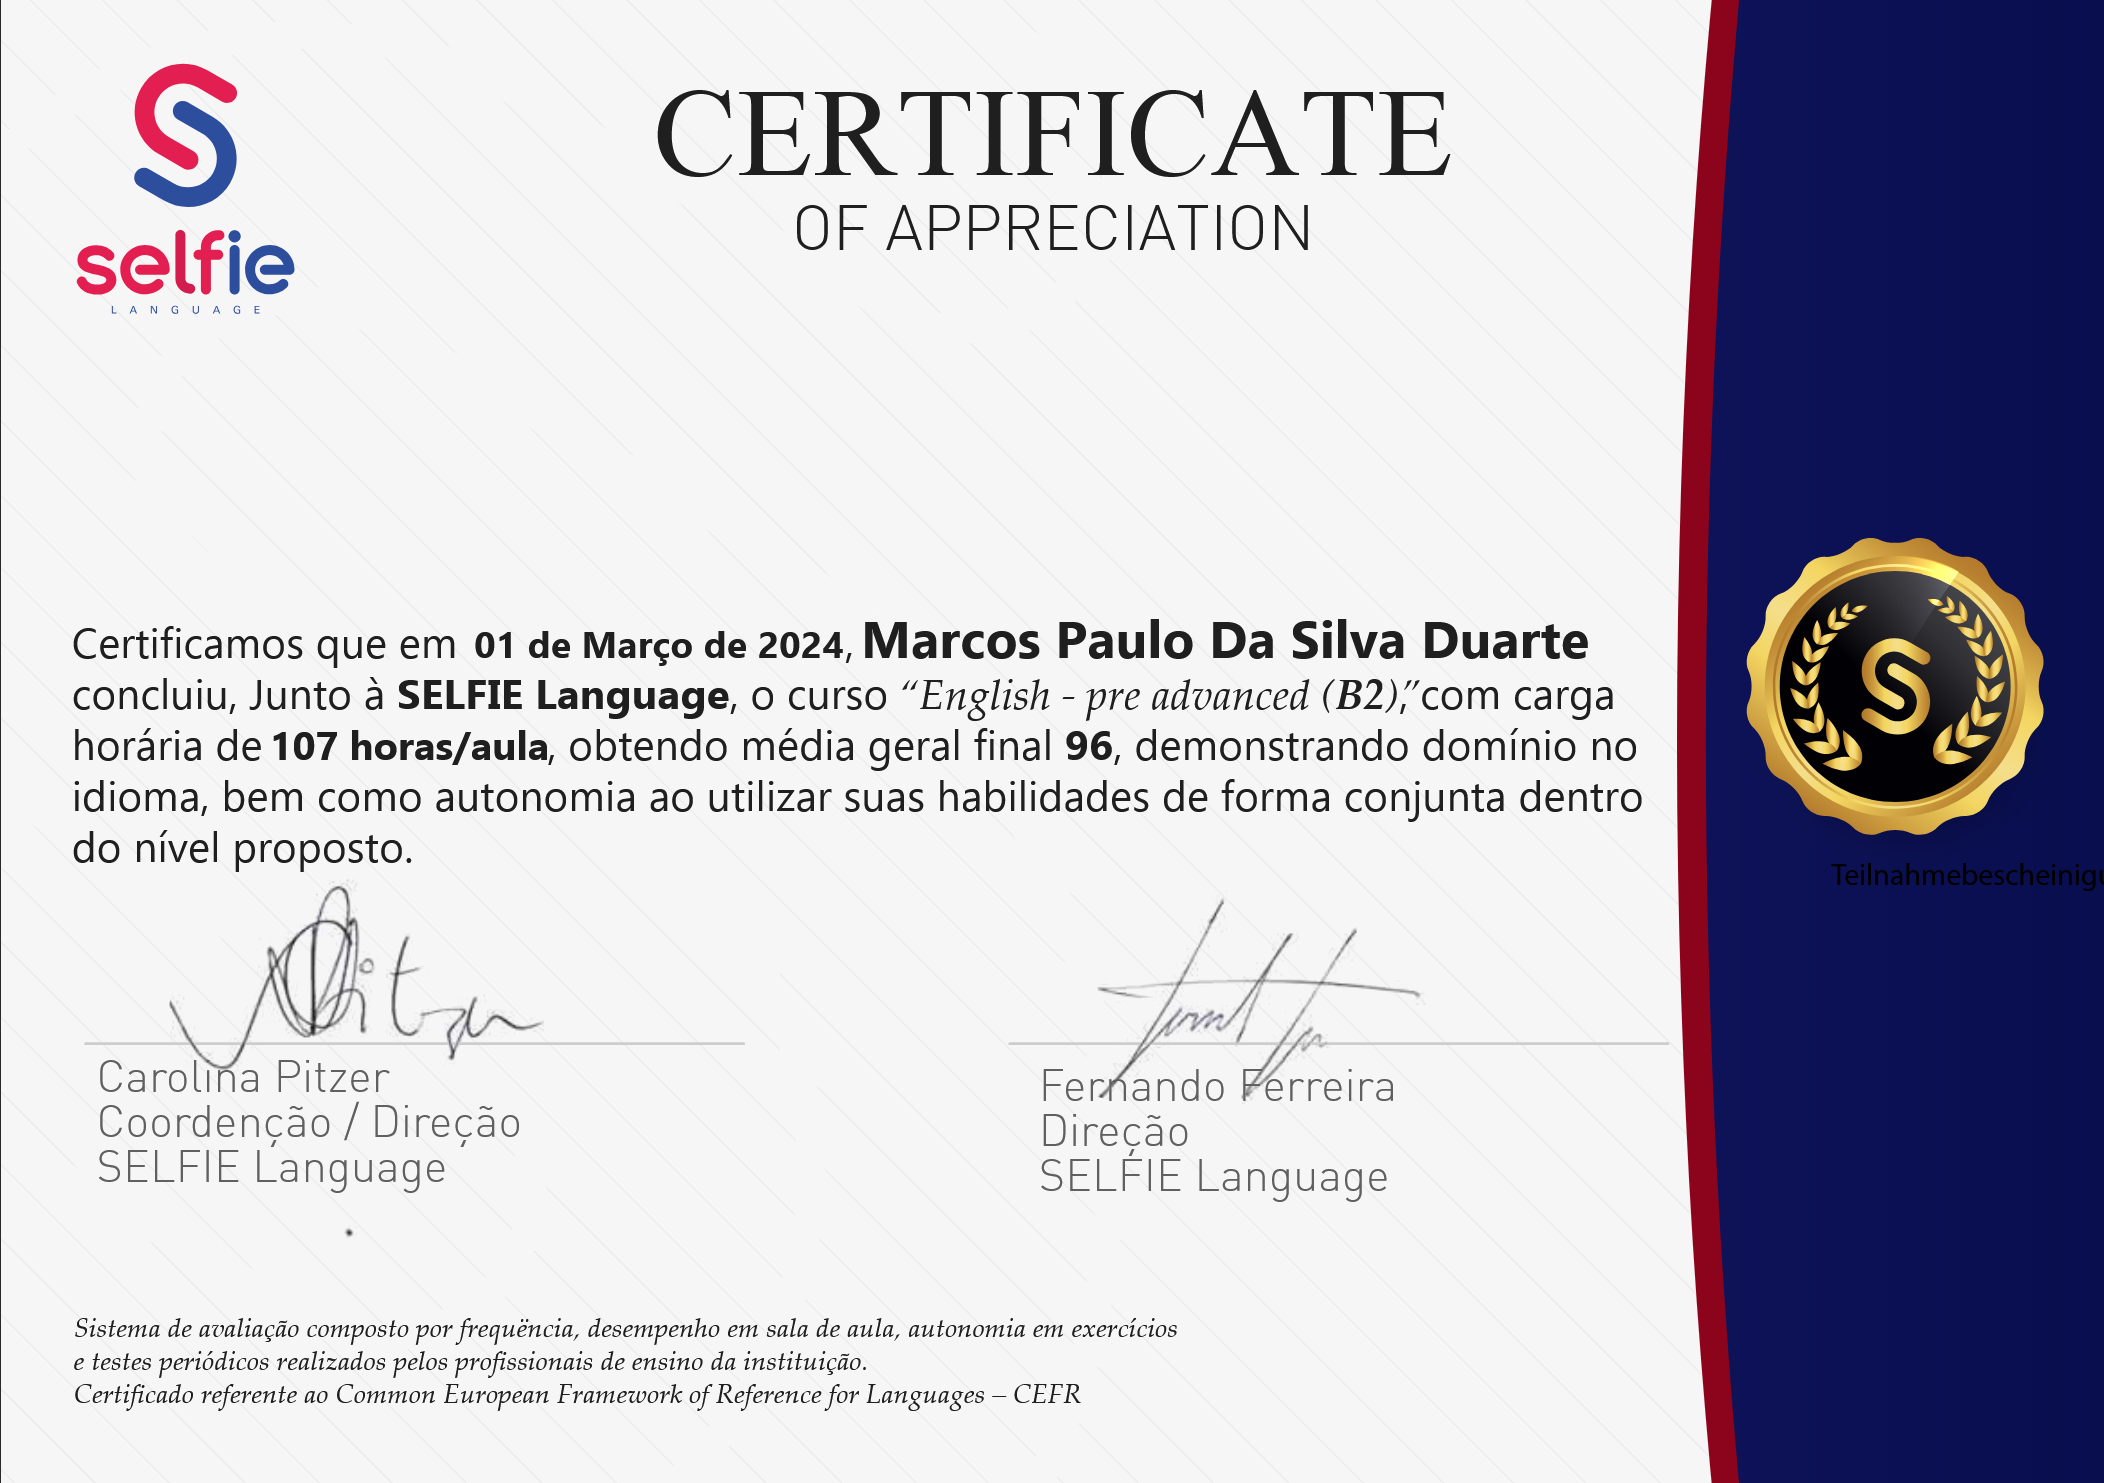 selfie
LANGUAGE
CERTIFICATE
OF APPRECIATION
Certificamos que em 01 de Março de 2024, Marcos Paulo Da Silva Duarte
concluiu, Junto à SELFIE Language, o curso “English - pre advanced (B2),” com carga
horária de 107 horas/aula, obtendo média geral final 96, demonstrando domínio no
idioma, bem como autonomia ao utilizar suas habilidades de forma conjunta dentro
do nível proposto.
Carolina Pitzer
Coordenção / Direção
SELFIE Language
Fernando Ferreira
Direção
SELFIE Language
Sistema de avaliação composto por frequëncia, desempenho em sala de aula, autonomia em exercícios
e testes periódicos realizados pelos profissionais de ensino da instituição.
Certificado referente ao Common European Framework of Reference for Languages – CEFR